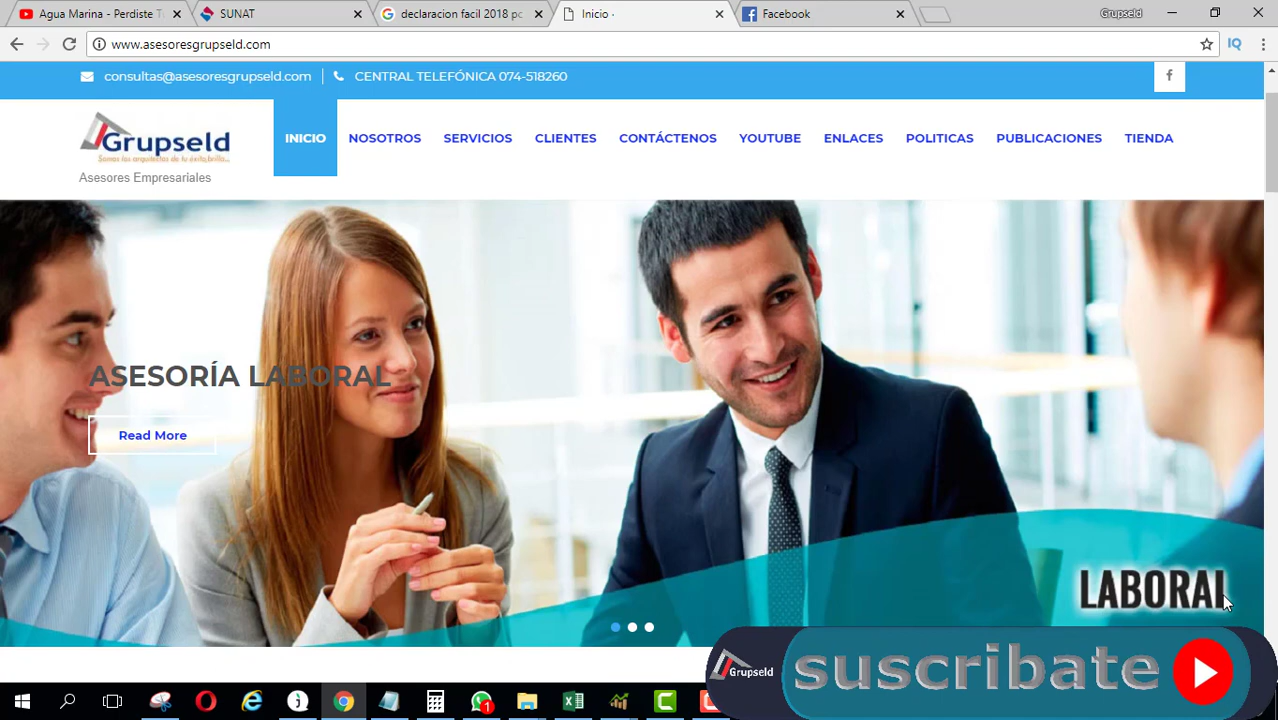 Agua Marina - Perdiste T
SUNAT
declaracion facil 2018 pc
Inicio ·
Facebook
Grupseld
www.asesoresgrupseld.com
IQ
consultas@asesoresgrupseld.com
CENTRAL TELEFÓNICA 074-518260
Grupseld
Somos los arquitectos de tu éxito,brilla...
Asesores Empresariales
INICIO
NOSOTROS
SERVICIOS
CLIENTES
CONTÁCTENOS
YOUTUBE
ENLACES
POLITICAS
PUBLICACIONES
TIENDA
ASESORÍA LABORAL
Read More
LABORAL
Grupseld
suscribate
1